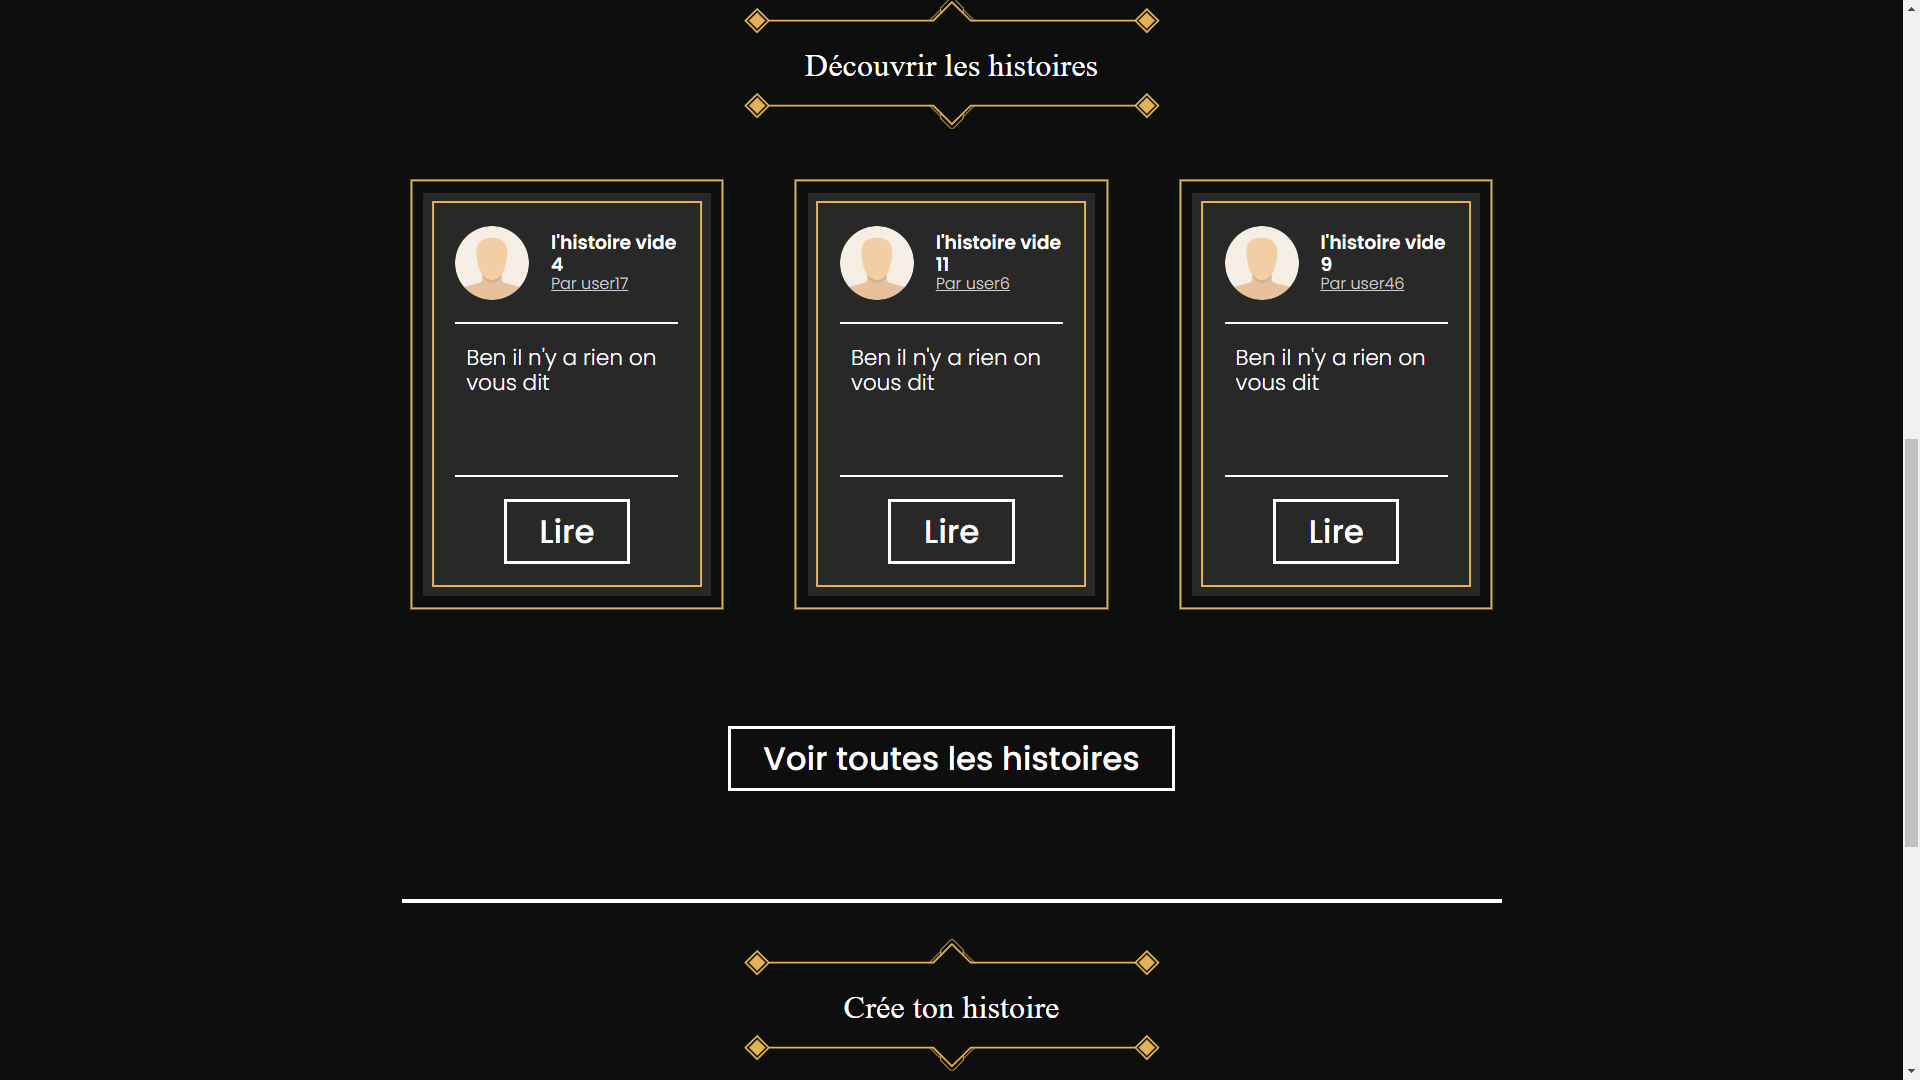 Découvrir les histoires
l'histoire vide
4
Par user17
Ben il n'y a rien on
vous dit
Lire
l'histoire vide
11
Par user6
Ben il n'y a rien on
vous dit
Lire
l'histoire vide
9
Par user46
Ben il n'y a rien on
vous dit
Lire
Voir toutes les histoires
Crée ton histoire